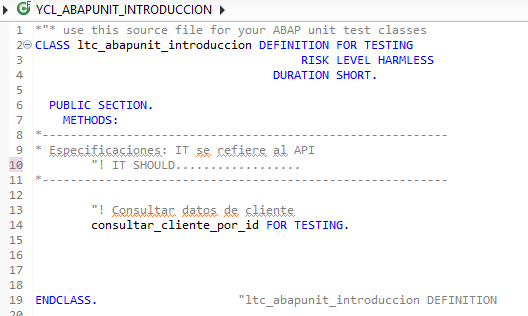 YCL_ABAPUNIT_INTRODUCCION
1 *"* use this source file for your ABAP unit test classes
2 CLASS ltc_abapunit_introduccion DEFINITION FOR TESTING
3 RISK LEVEL HARMLESS
4 DURATION SHORT.
5
6 PUBLIC SECTION.
7 METHODS:
8 *----------------------------------------------------------
9 * Especificaciones: IT se refiere al API
10 "! IT SHOULD..................
11 *----------------------------------------------------------
12
13 "! Consultar datos de cliente
14 consultar_cliente_por_id FOR TESTING.
15
16
17
18
19 ENDCLASS. "ltc_abapunit_introduccion DEFINITION
20